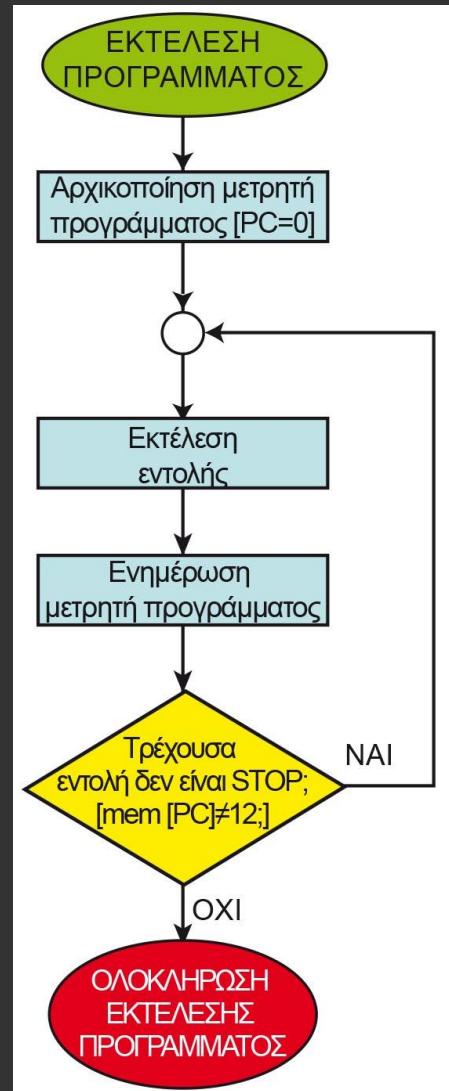 ΕΚΤΕΛΕΣΗ
ΠΡΟΓΡΑΜΜΑΤΟΣ
Αρχικοποίηση μετρητή
προγράμματος [PC=0]
Εκτέλεση
εντολής
Ενημέρωση
μετρητή προγράμματος
Τρέχουσα
εντολή δεν είναι STOP;
[mem [PC]≠12;]
ΝΑΙ
ΟΧΙ
ΟΛΟΚΛΗΡΩΣΗ
ΕΚΤΕΛΕΣΗΣ
ΠΡΟΓΡΑΜΜΑΤΟΣ